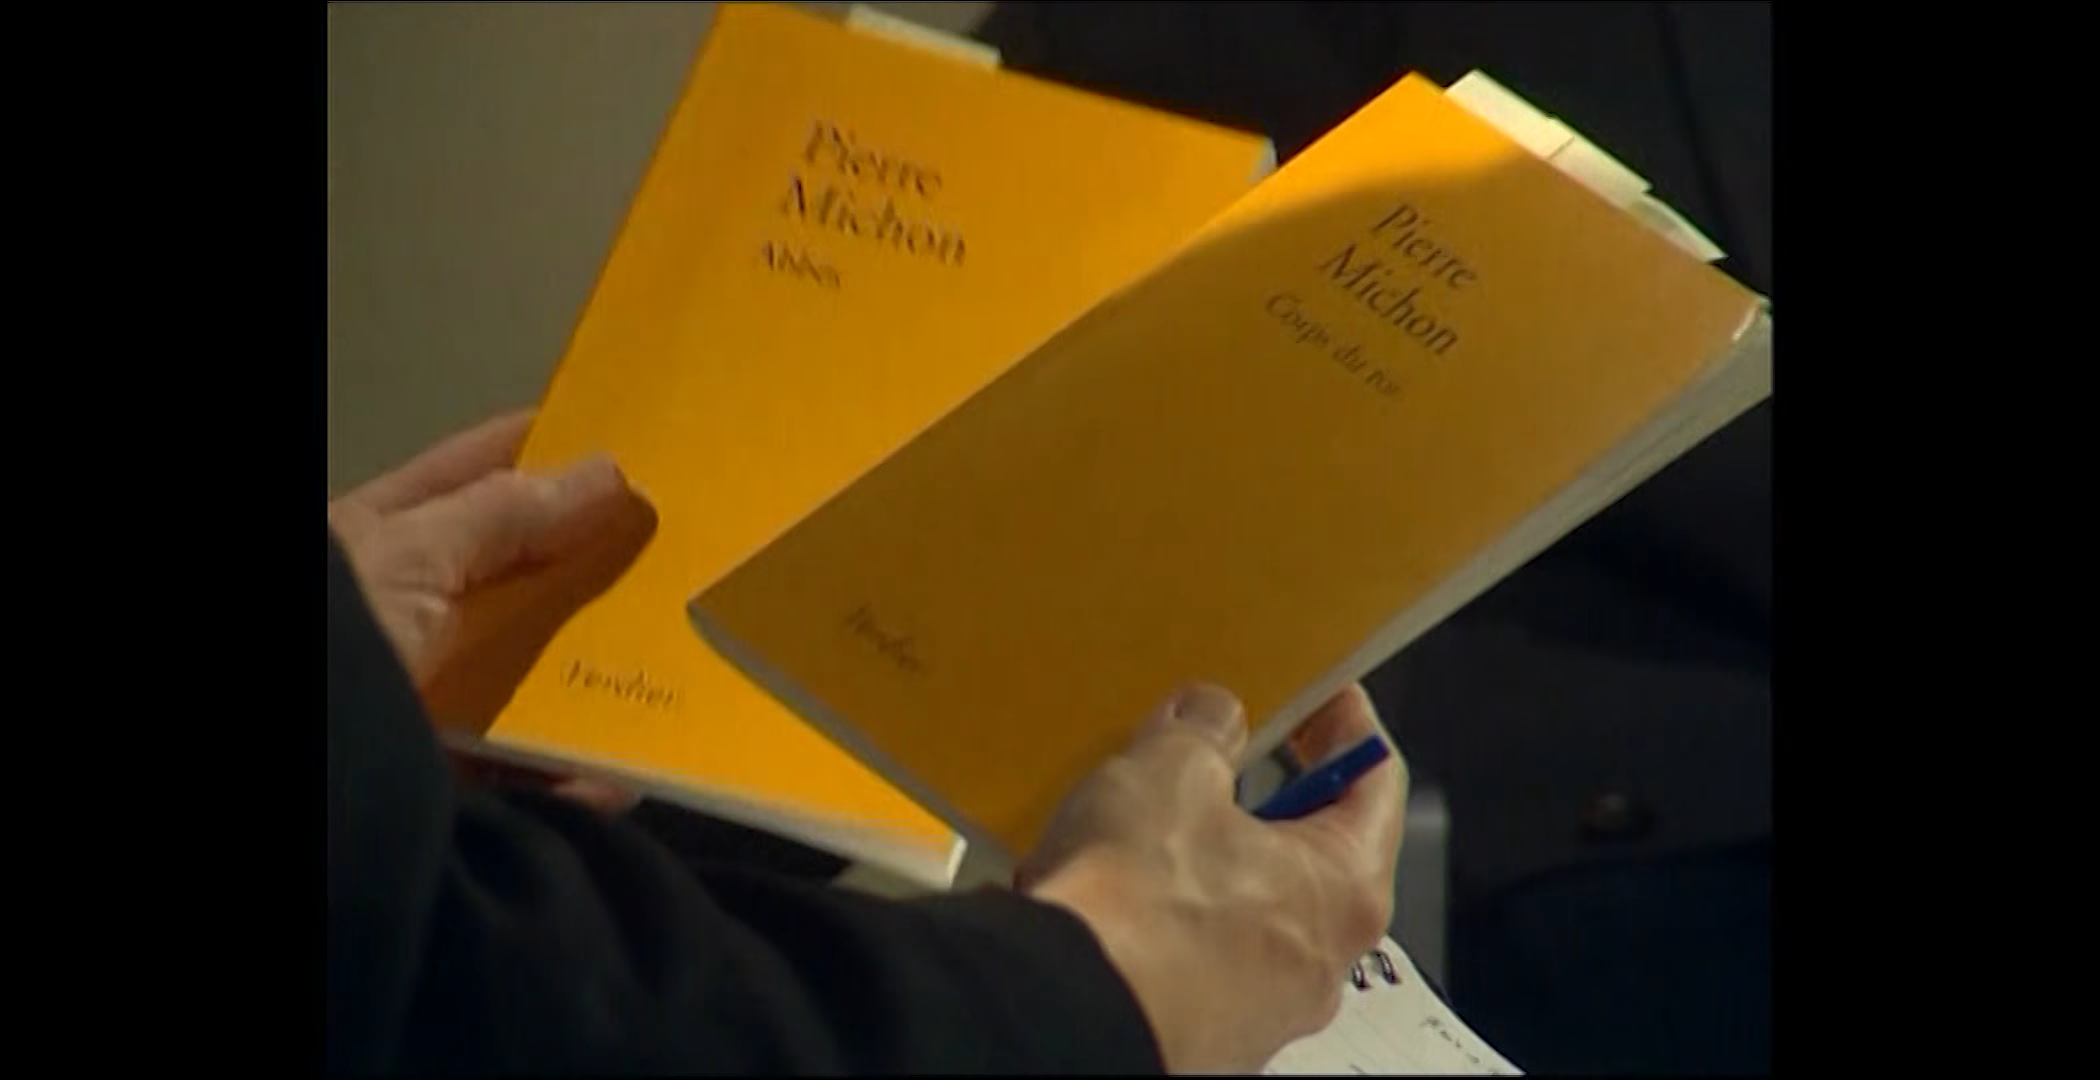 Pierre
Michon
Abbés
Verdier
Pierre
Michon
Corps du roi
Verdier